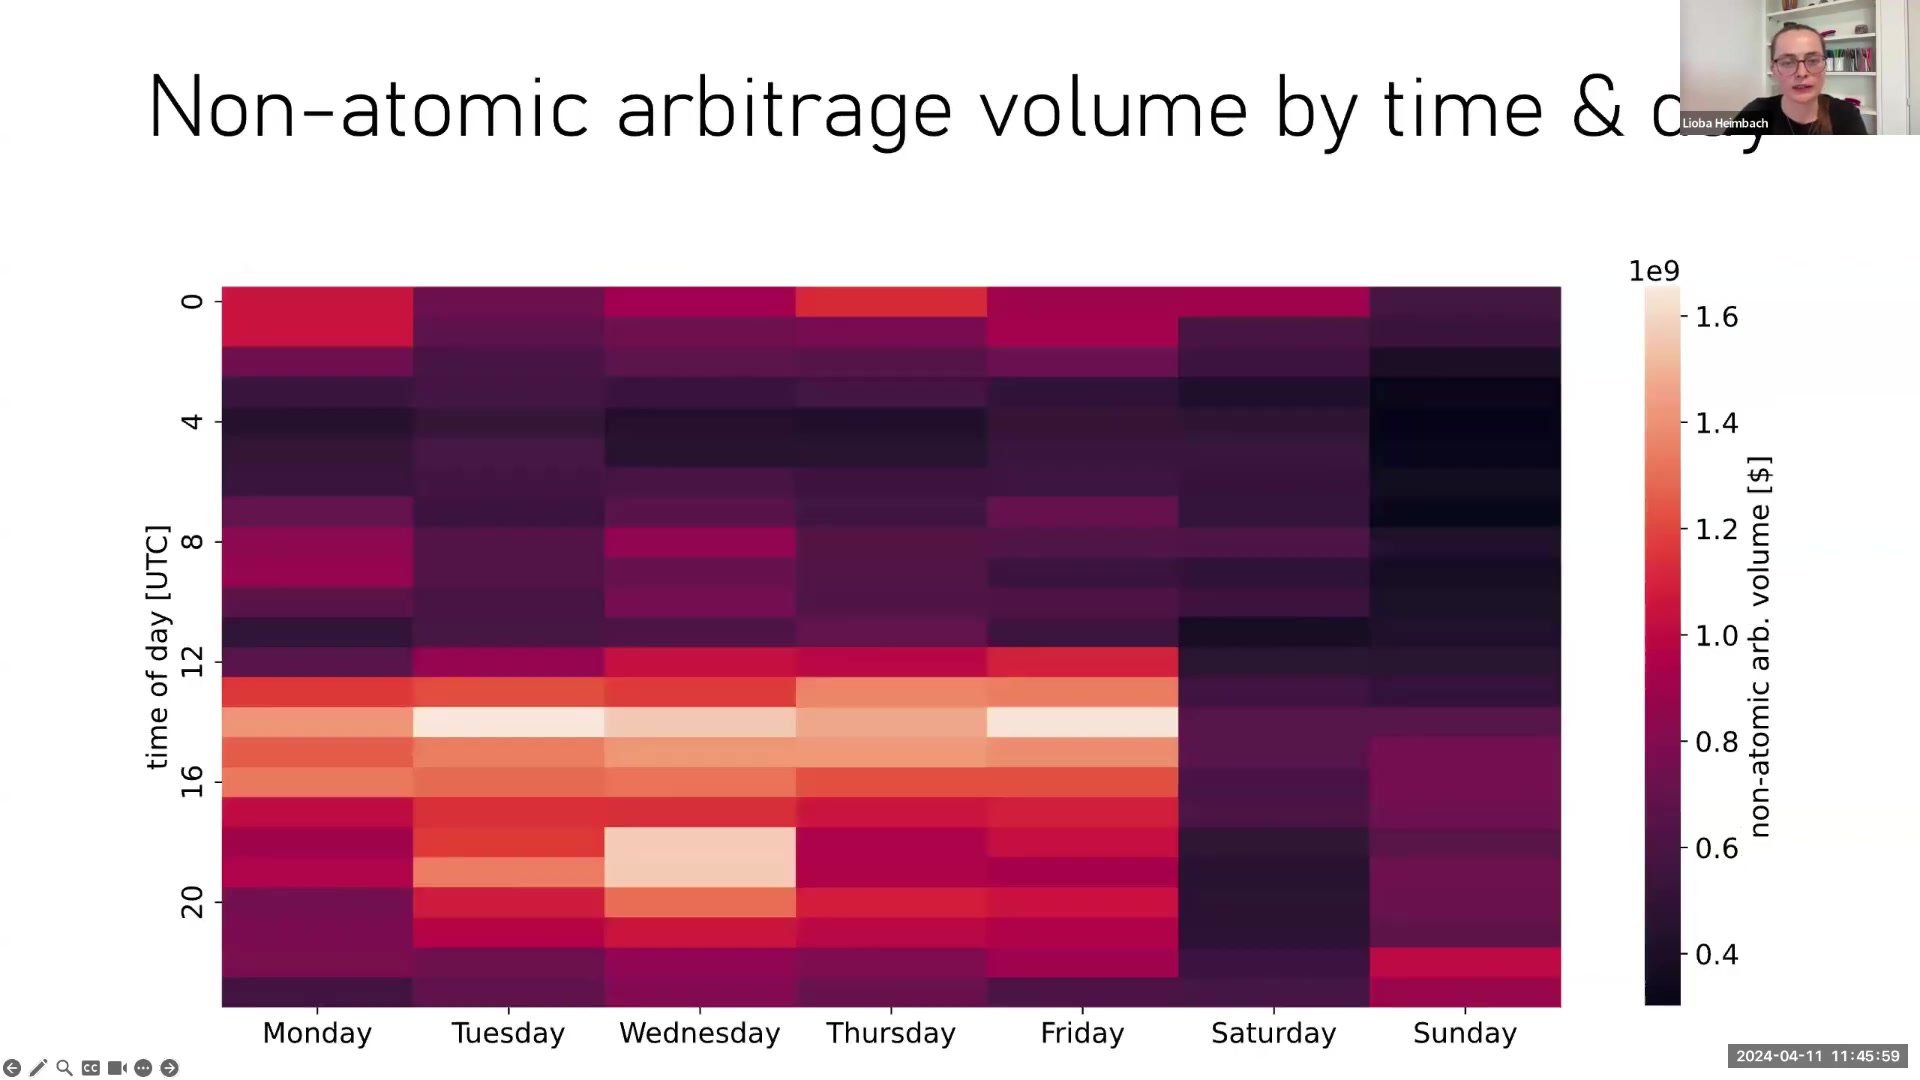 Non-atomic arbitrage volume by time &
Lioba Heimbach
1e9
0
4
8
12
16
20
time of day [UTC]
1.6
1.4
1.2
1.0
0.8
0.6
0.4
non-atomic arb. volume [$]
Monday Tuesday Wednesday Thursday Friday Saturday Sunday
CC
2024-04-11 11:45:59